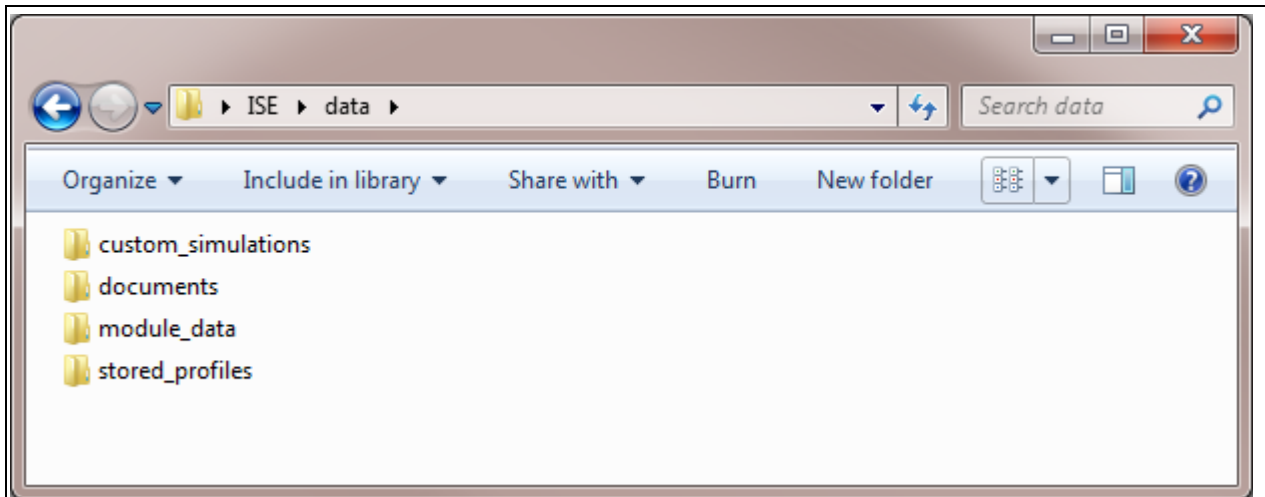 ISE data
Search data
Organize Include in library Share with Burn New folder
custom_simulations
documents
module_data
stored_profiles